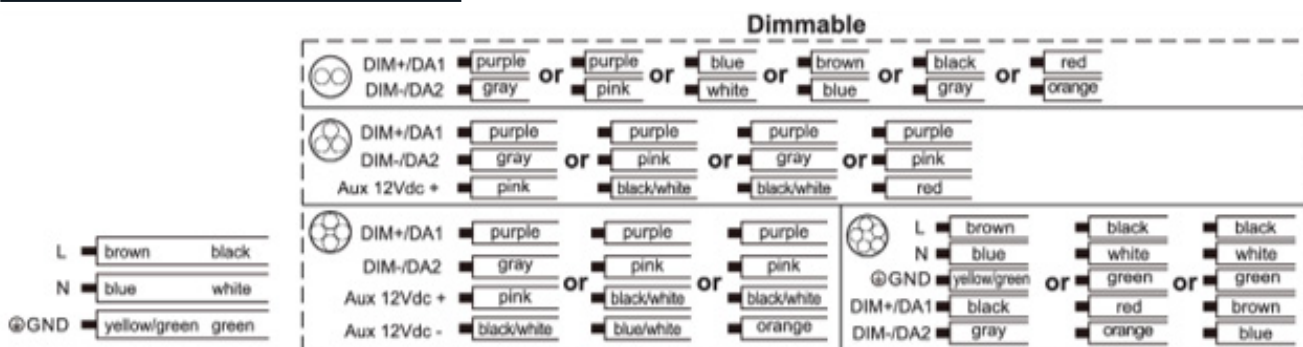 Dimmable
DIM+/DA1 purple or purple or blue or brown or black or red
DIM-/DA2 gray pink white blue gray orange
DIM+/DA1 purple purple purple purple
DIM-/DA2 gray or pink or gray or pink
Aux 12Vdc + pink black/white black/white red
L brown black
N blue white
GND yellow/green green
DIM+/DA1 purple purple purple
DIM-/DA2 gray or pink or pink
Aux 12Vdc + pink black/white black/white
Aux 12Vdc - black/white blue/white orange
L brown black black
N blue white white
GND yellow/green or green or green
DIM+/DA1 black red brown
DIM-/DA2 gray orange blue